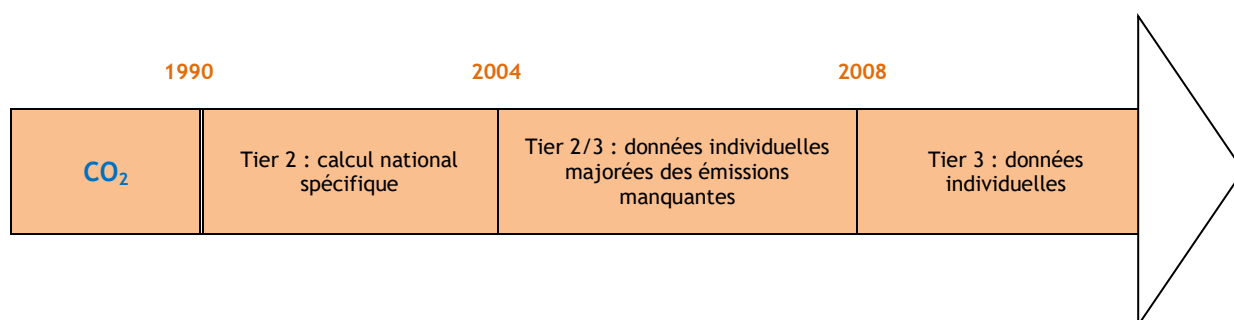 1990
2004
2008
CO₂
Tier 2 : calcul national
spécifique
Tier 2/3 : données individuelles
majorées des émissions
manquantes
Tier 3 : données
individuelles